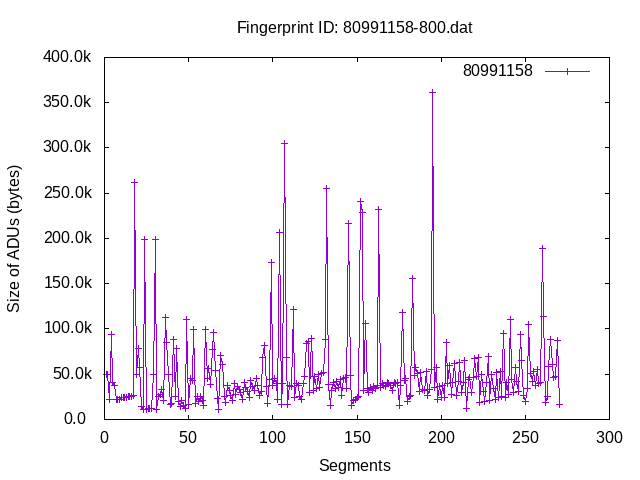 Fingerprint ID: 80991158-800.dat
400.0k
80991158
350.0k
300.0k
250.0k
200.0k
150.0k
100.0k
50.0k
0.0
Size of ADUs (bytes)
0 50 100 150 200 250 300
Segments